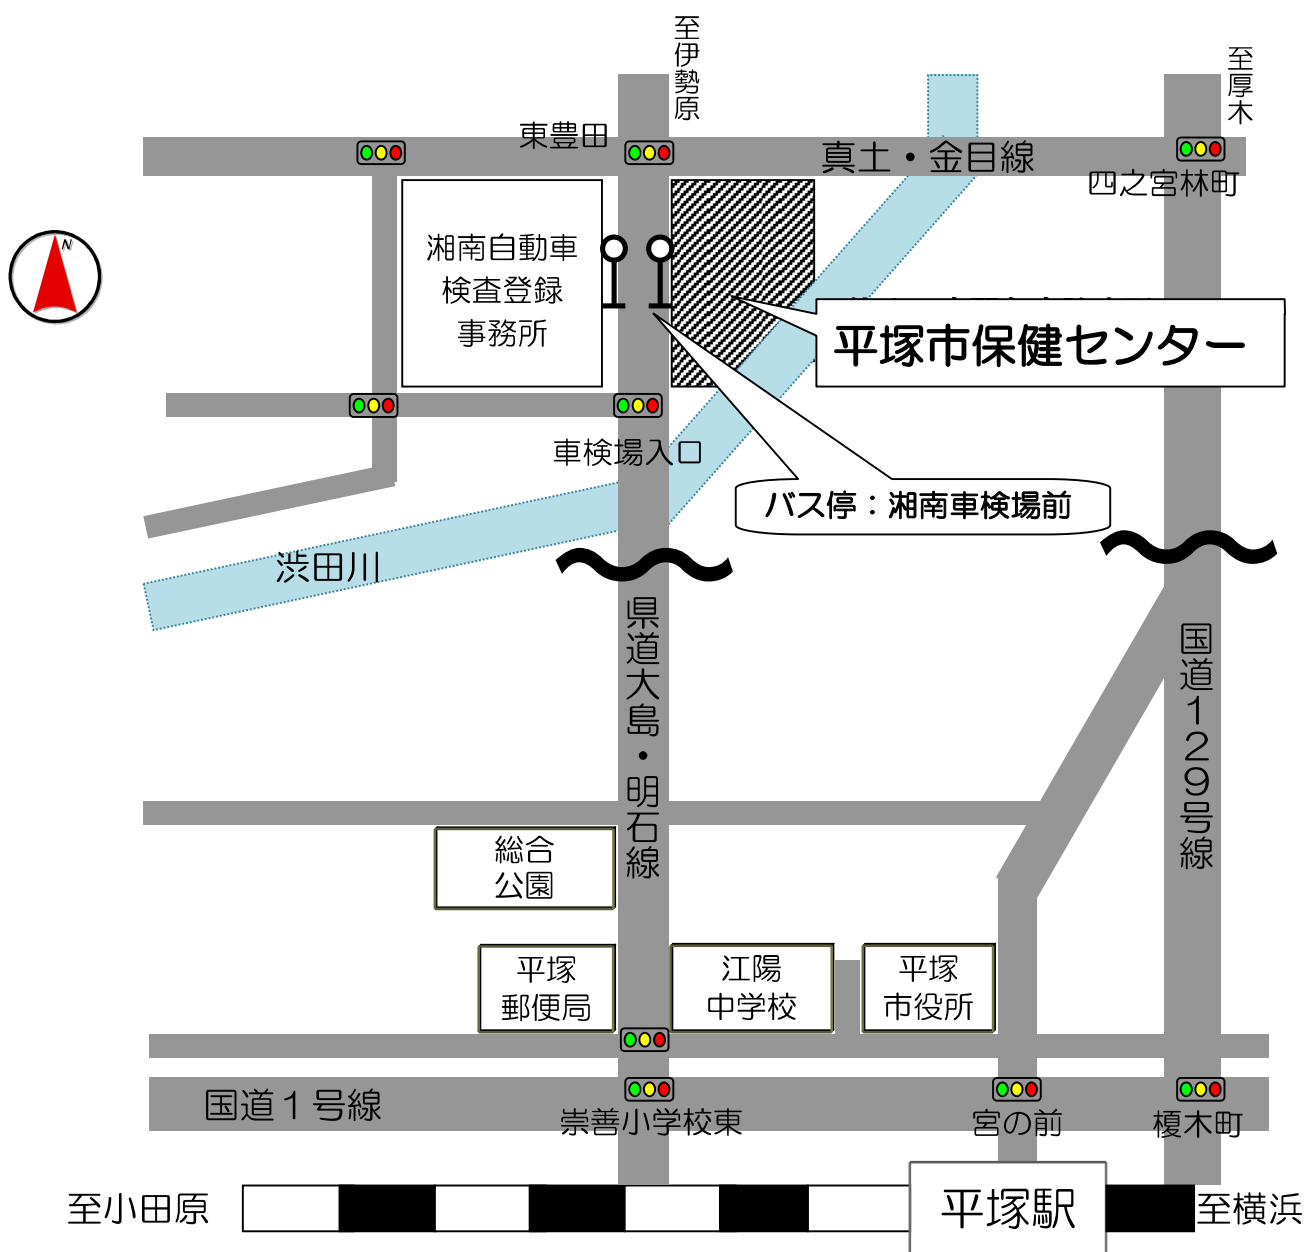 至伊勢原
至厚木
東豊田
真土・金目線
四之宮林町
N
湘南自動車
検査登録
事務所
平塚市保健センター
車検場入口
バス停：湘南車検場前
渋田川
県道大島・明石線
国道１２９号線
総合
公園
平塚
郵便局
江陽
中学校
平塚
市役所
国道１号線
崇善小学校東
宮の前
榎木町
至小田原
平塚駅
至横浜